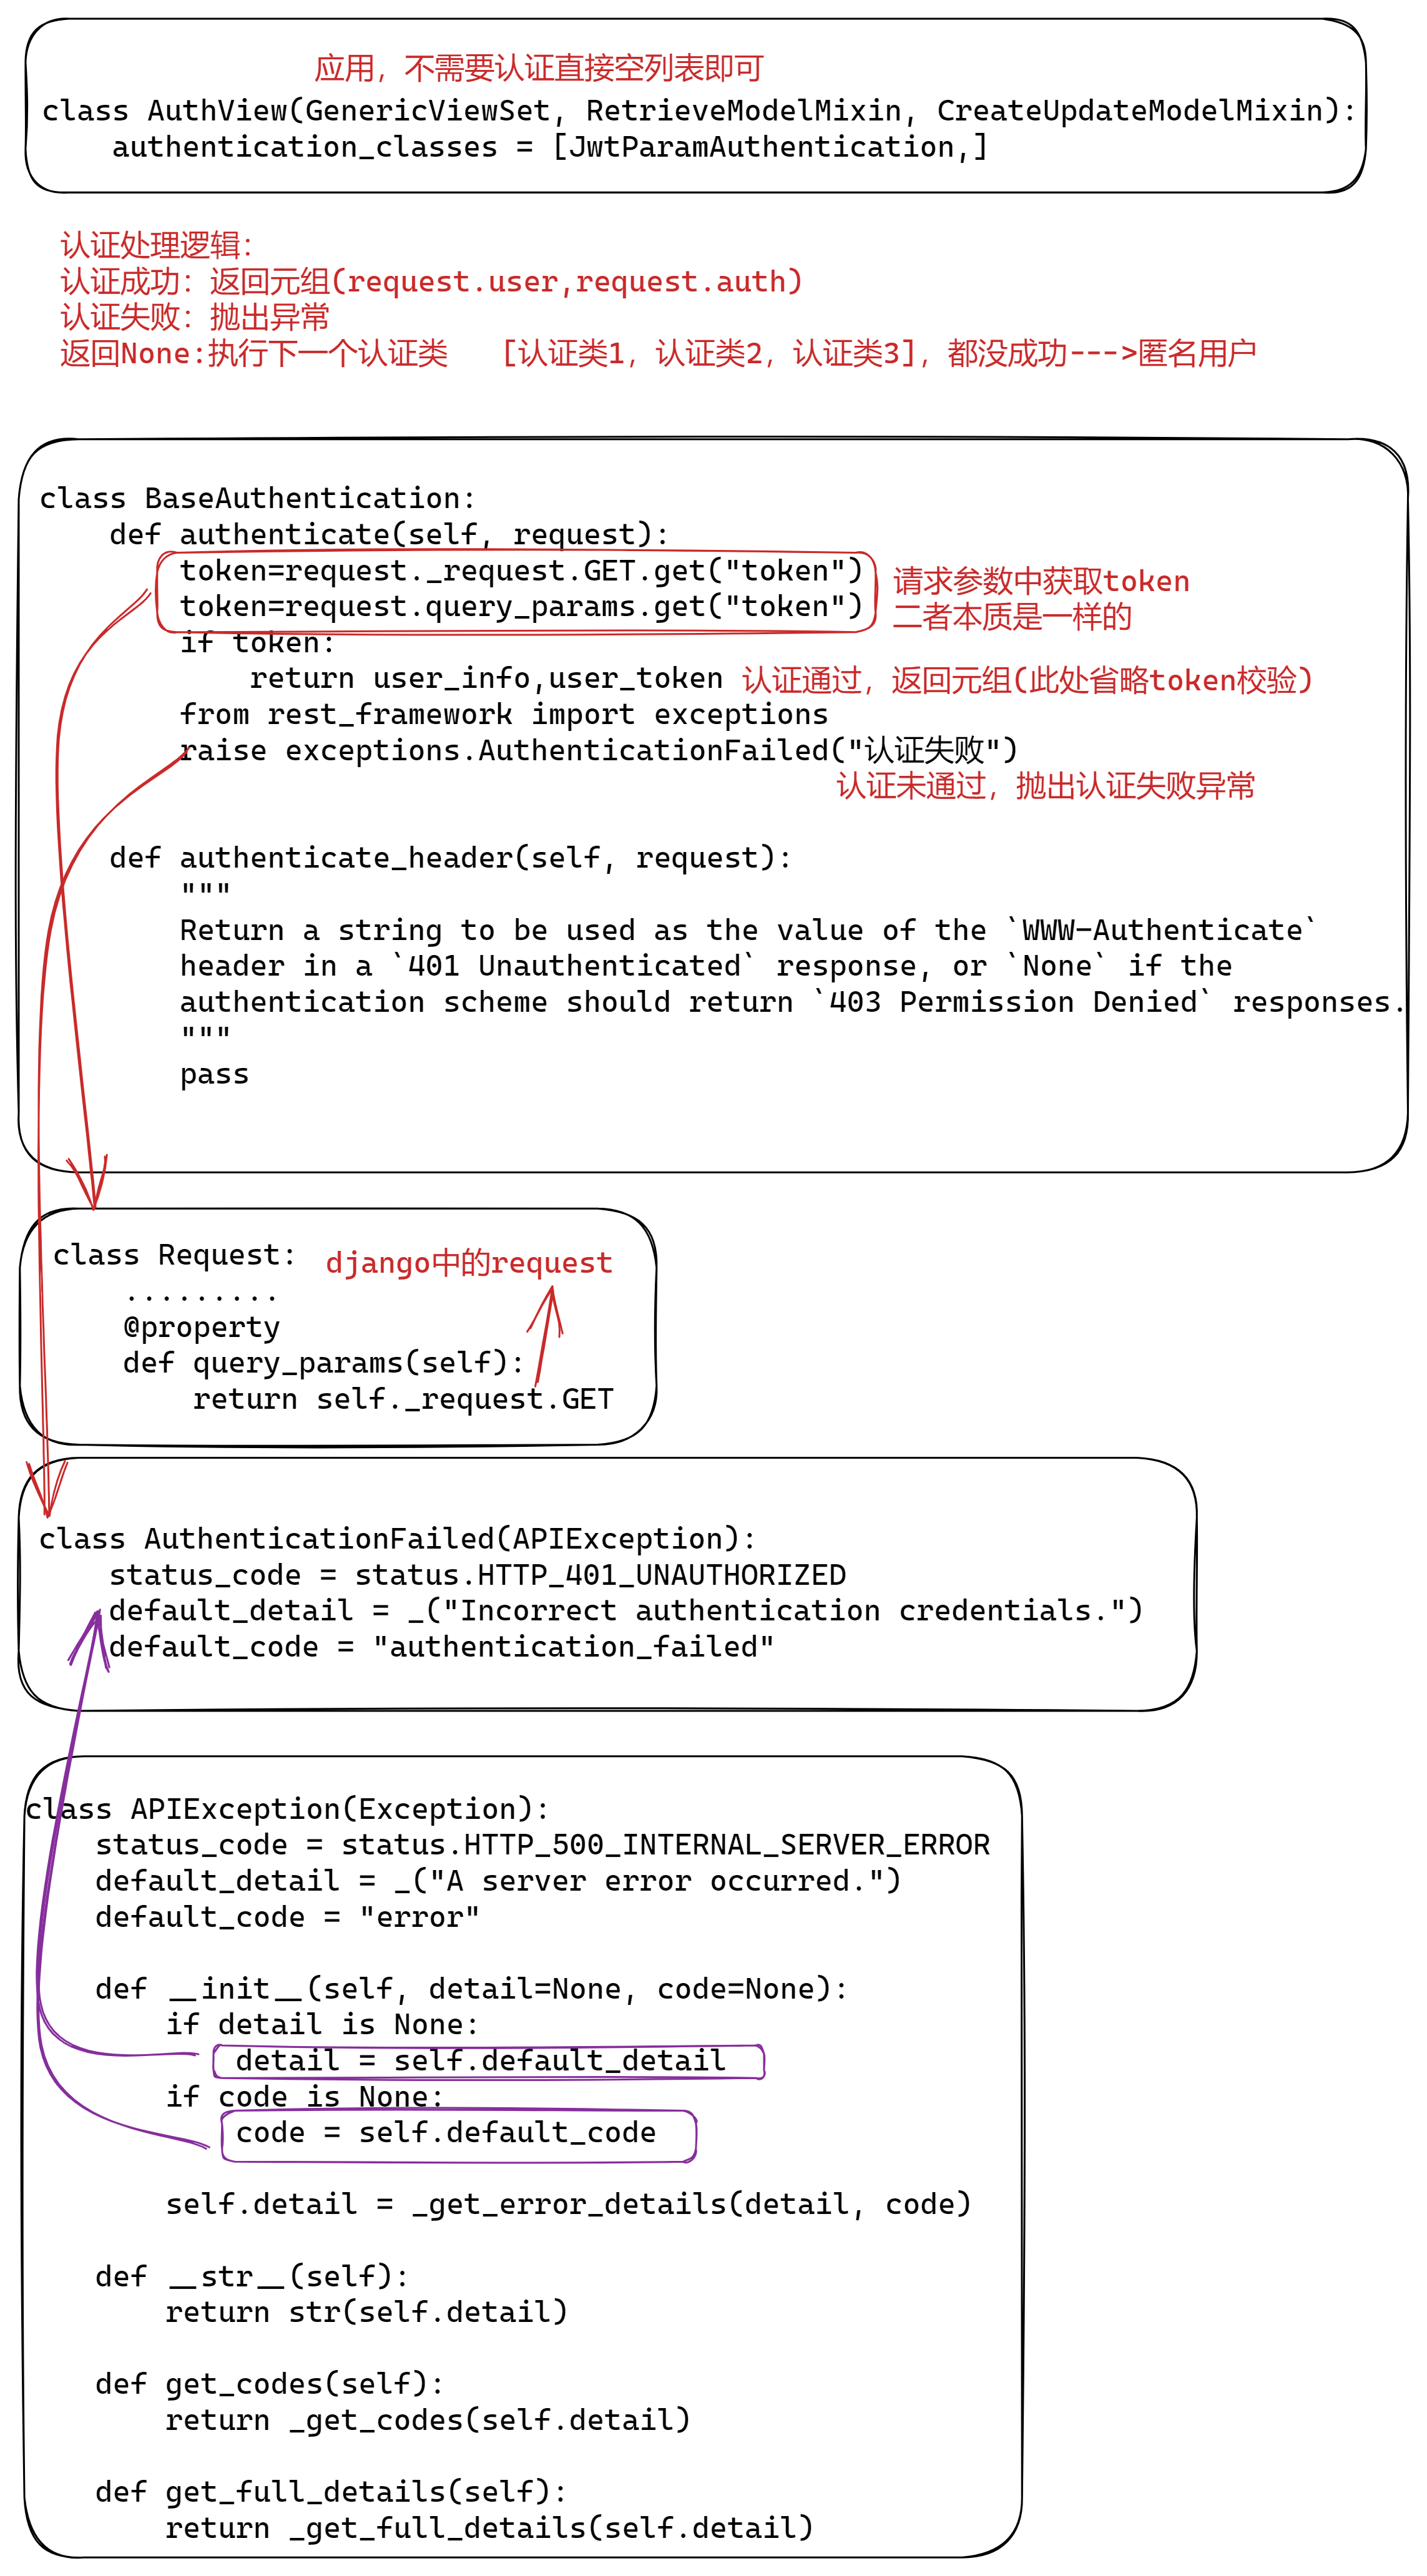 应用，不需要认证直接空列表即可
class AuthView(GenericViewSet, RetrieveModelMixin, CreateUpdateModelMixin):
    authentication_classes = [JwtParamAuthentication,]
认证处理逻辑：
认证成功：返回元组(request.user,request.auth)
认证失败：抛出异常
返回None:执行下一个认证类   [认证类1，认证类2，认证类3]，都没成功--->匿名用户
class BaseAuthentication:
    def authenticate(self, request):
        token=request._request.GET.get("token")
        token=request.query_params.get("token")
请求参数中获取token
二者本质是一样的
        if token:
            return user_info,user_token 认证通过，返回元组(此处省略token校验)
        from rest_framework import exceptions
        raise exceptions.AuthenticationFailed("认证失败")
认证未通过，抛出认证失败异常
    def authenticate_header(self, request):
        """
        Return a string to be used as the value of the `WWW-Authenticate`
        header in a `401 Unauthenticated` response, or `None` if the
        authentication scheme should return `403 Permission Denied` responses.
        """
        pass
class Request: django中的request
    .........
    @property
    def query_params(self):
        return self._request.GET
class AuthenticationFailed(APIException):
    status_code = status.HTTP_401_UNAUTHORIZED
    default_detail = _("Incorrect authentication credentials.")
    default_code = "authentication_failed"
class APIException(Exception):
    status_code = status.HTTP_500_INTERNAL_SERVER_ERROR
    default_detail = _("A server error occurred.")
    default_code = "error"
    def __init__(self, detail=None, code=None):
        if detail is None:
            detail = self.default_detail
        if code is None:
            code = self.default_code
        self.detail = _get_error_details(detail, code)
    def __str__(self):
        return str(self.detail)
    def get_codes(self):
        return _get_codes(self.detail)
    def get_full_details(self):
        return _get_full_details(self.detail)